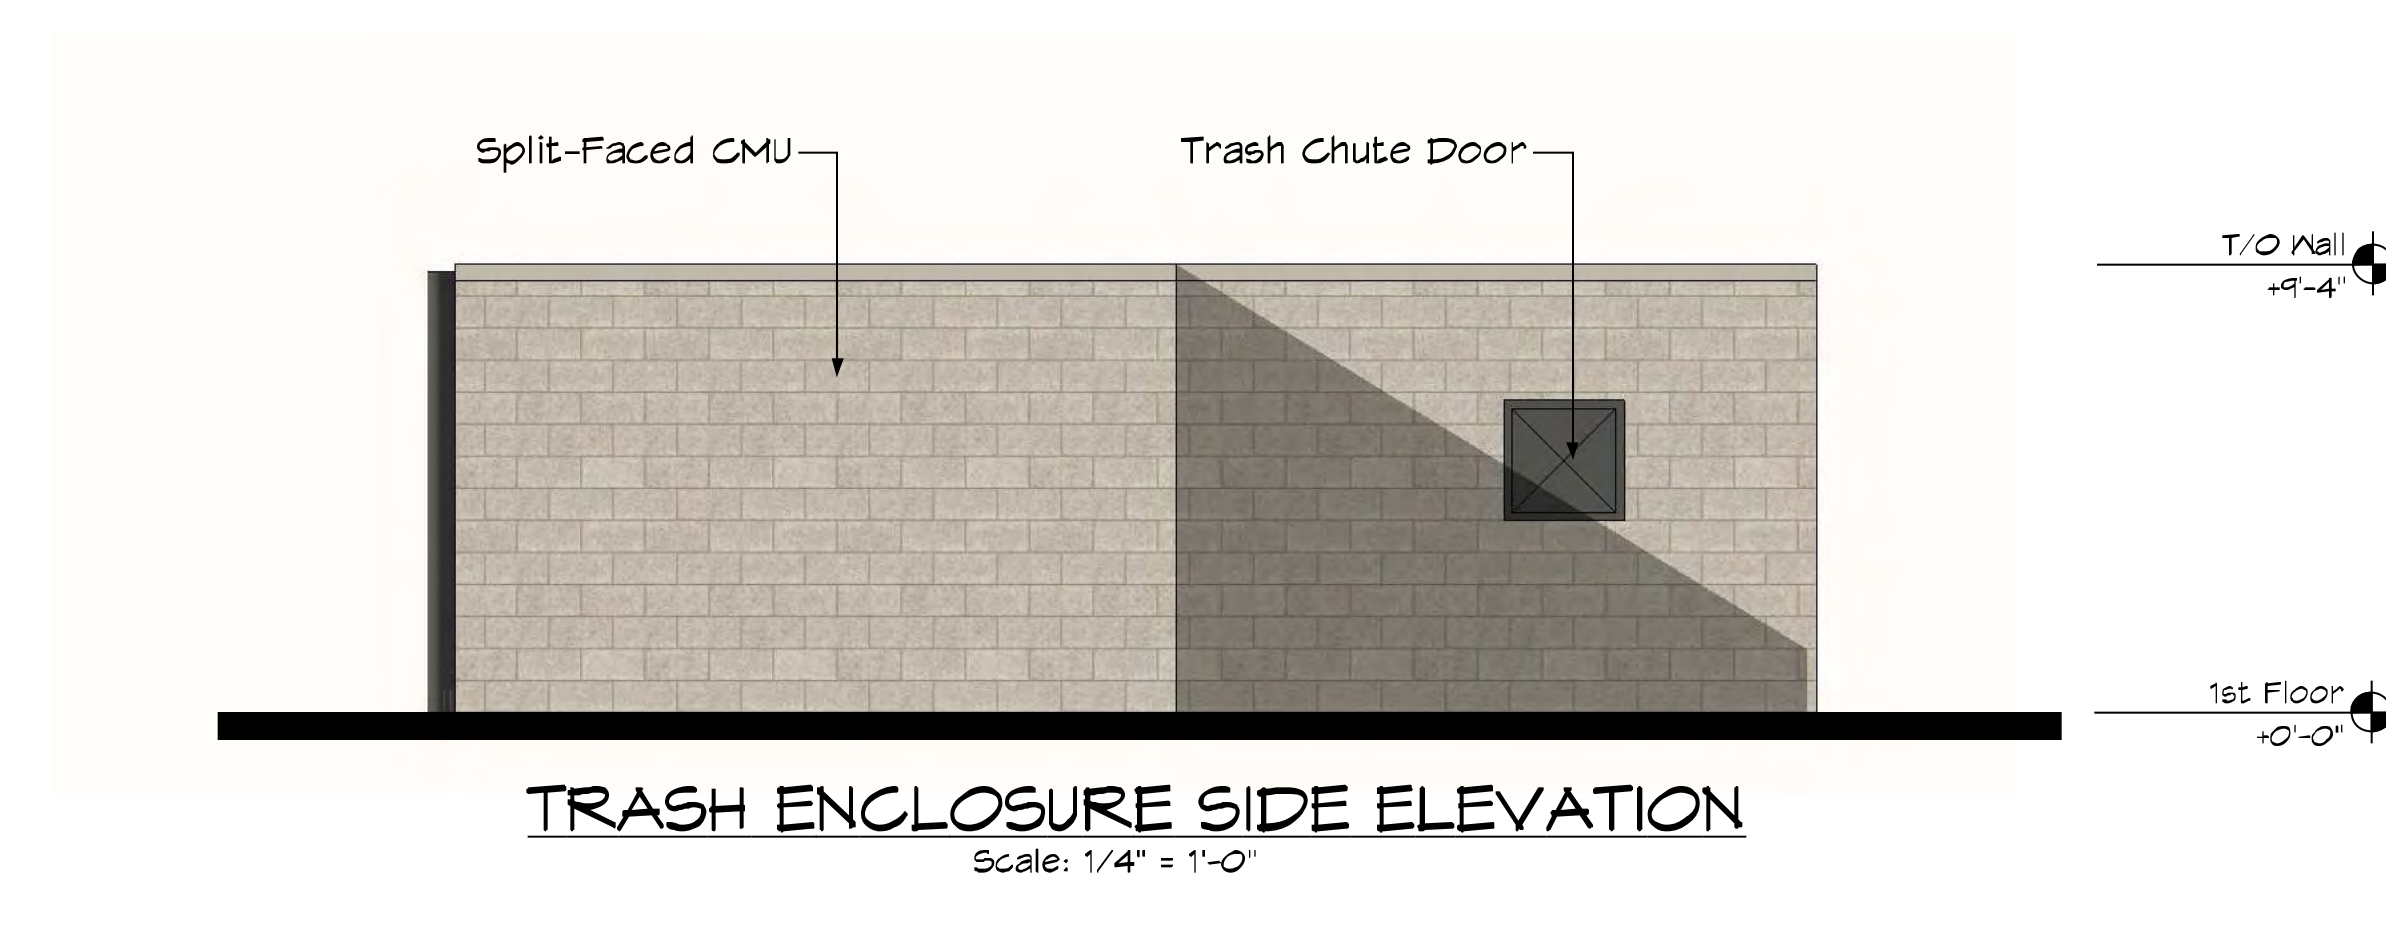 Split-Faced CMU
Trash Chute Door
T/O Wall
+9'-4"
1st Floor
+0'-0"
TRASH ENCLOSURE SIDE ELEVATION
Scale: 1/4" = 1'-0"